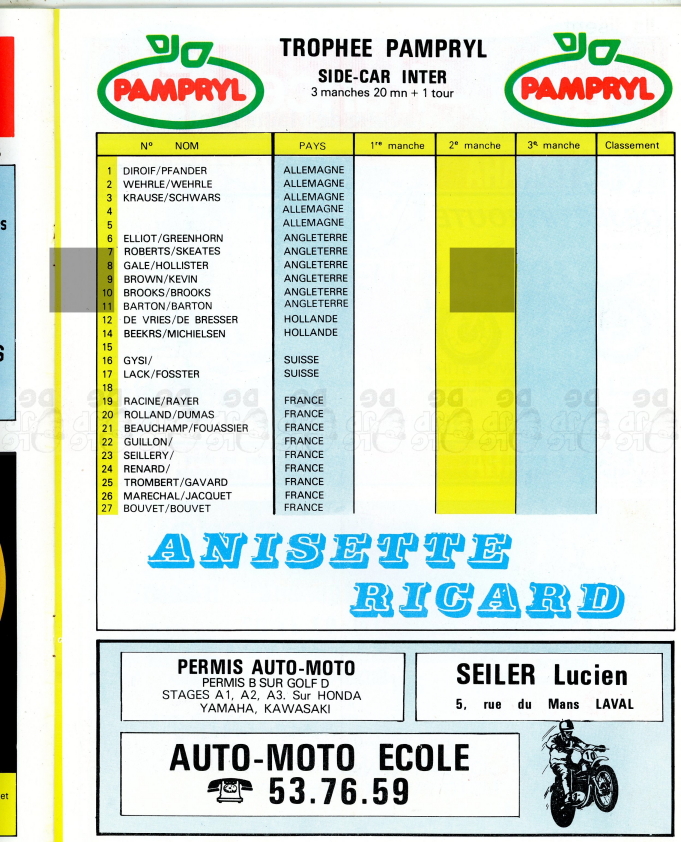 TROPHEE PAMPRYL
SIDE-CAR INTER
3 manches 20 mn + 1 tour
PAMPRYL
PAMPRYL
N° NOM PAYS 1re manche 2e manche 3e manche Classement
1 DIROIF/PFANDER ALLEMAGNE
2 WEHRLE/WEHRLE ALLEMAGNE
3 KRAUSE/SCHWARS ALLEMAGNE
4 ALLEMAGNE
5 ALLEMAGNE
6 ELLIOT/GREENHORN ANGLETERRE
7 ROBERTS/SKEATES ANGLETERRE
8 GALE/HOLLISTER ANGLETERRE
9 BROWN/KEVIN ANGLETERRE
10 BROOKS/BROOKS ANGLETERRE
11 BARTON/BARTON ANGLETERRE
12 DE VRIES/DE BRESSER HOLLANDE
14 BEEKRS/MICHIELSEN HOLLANDE
15
16 GYSI/ SUISSE
17 LACK/FOSSTER SUISSE
18
19 RACINE/RAYER FRANCE
20 ROLLAND/DUMAS FRANCE
21 BEAUCHAMP/FOUASSIER FRANCE
22 GUILLON/ FRANCE
23 SEILLERY/ FRANCE
24 RENARD/ FRANCE
25 TROMBERT/GAVARD FRANCE
26 MARECHAL/JACQUET FRANCE
27 BOUVET/BOUVET FRANCE
ANISETTE
RICARD
PERMIS AUTO-MOTO
PERMIS B SUR GOLF D
STAGES A1, A2, A3. Sur HONDA
YAMAHA, KAWASAKI
SEILER Lucien
5, rue du Mans LAVAL
AUTO-MOTO ECOLE
53.76.59
10
et